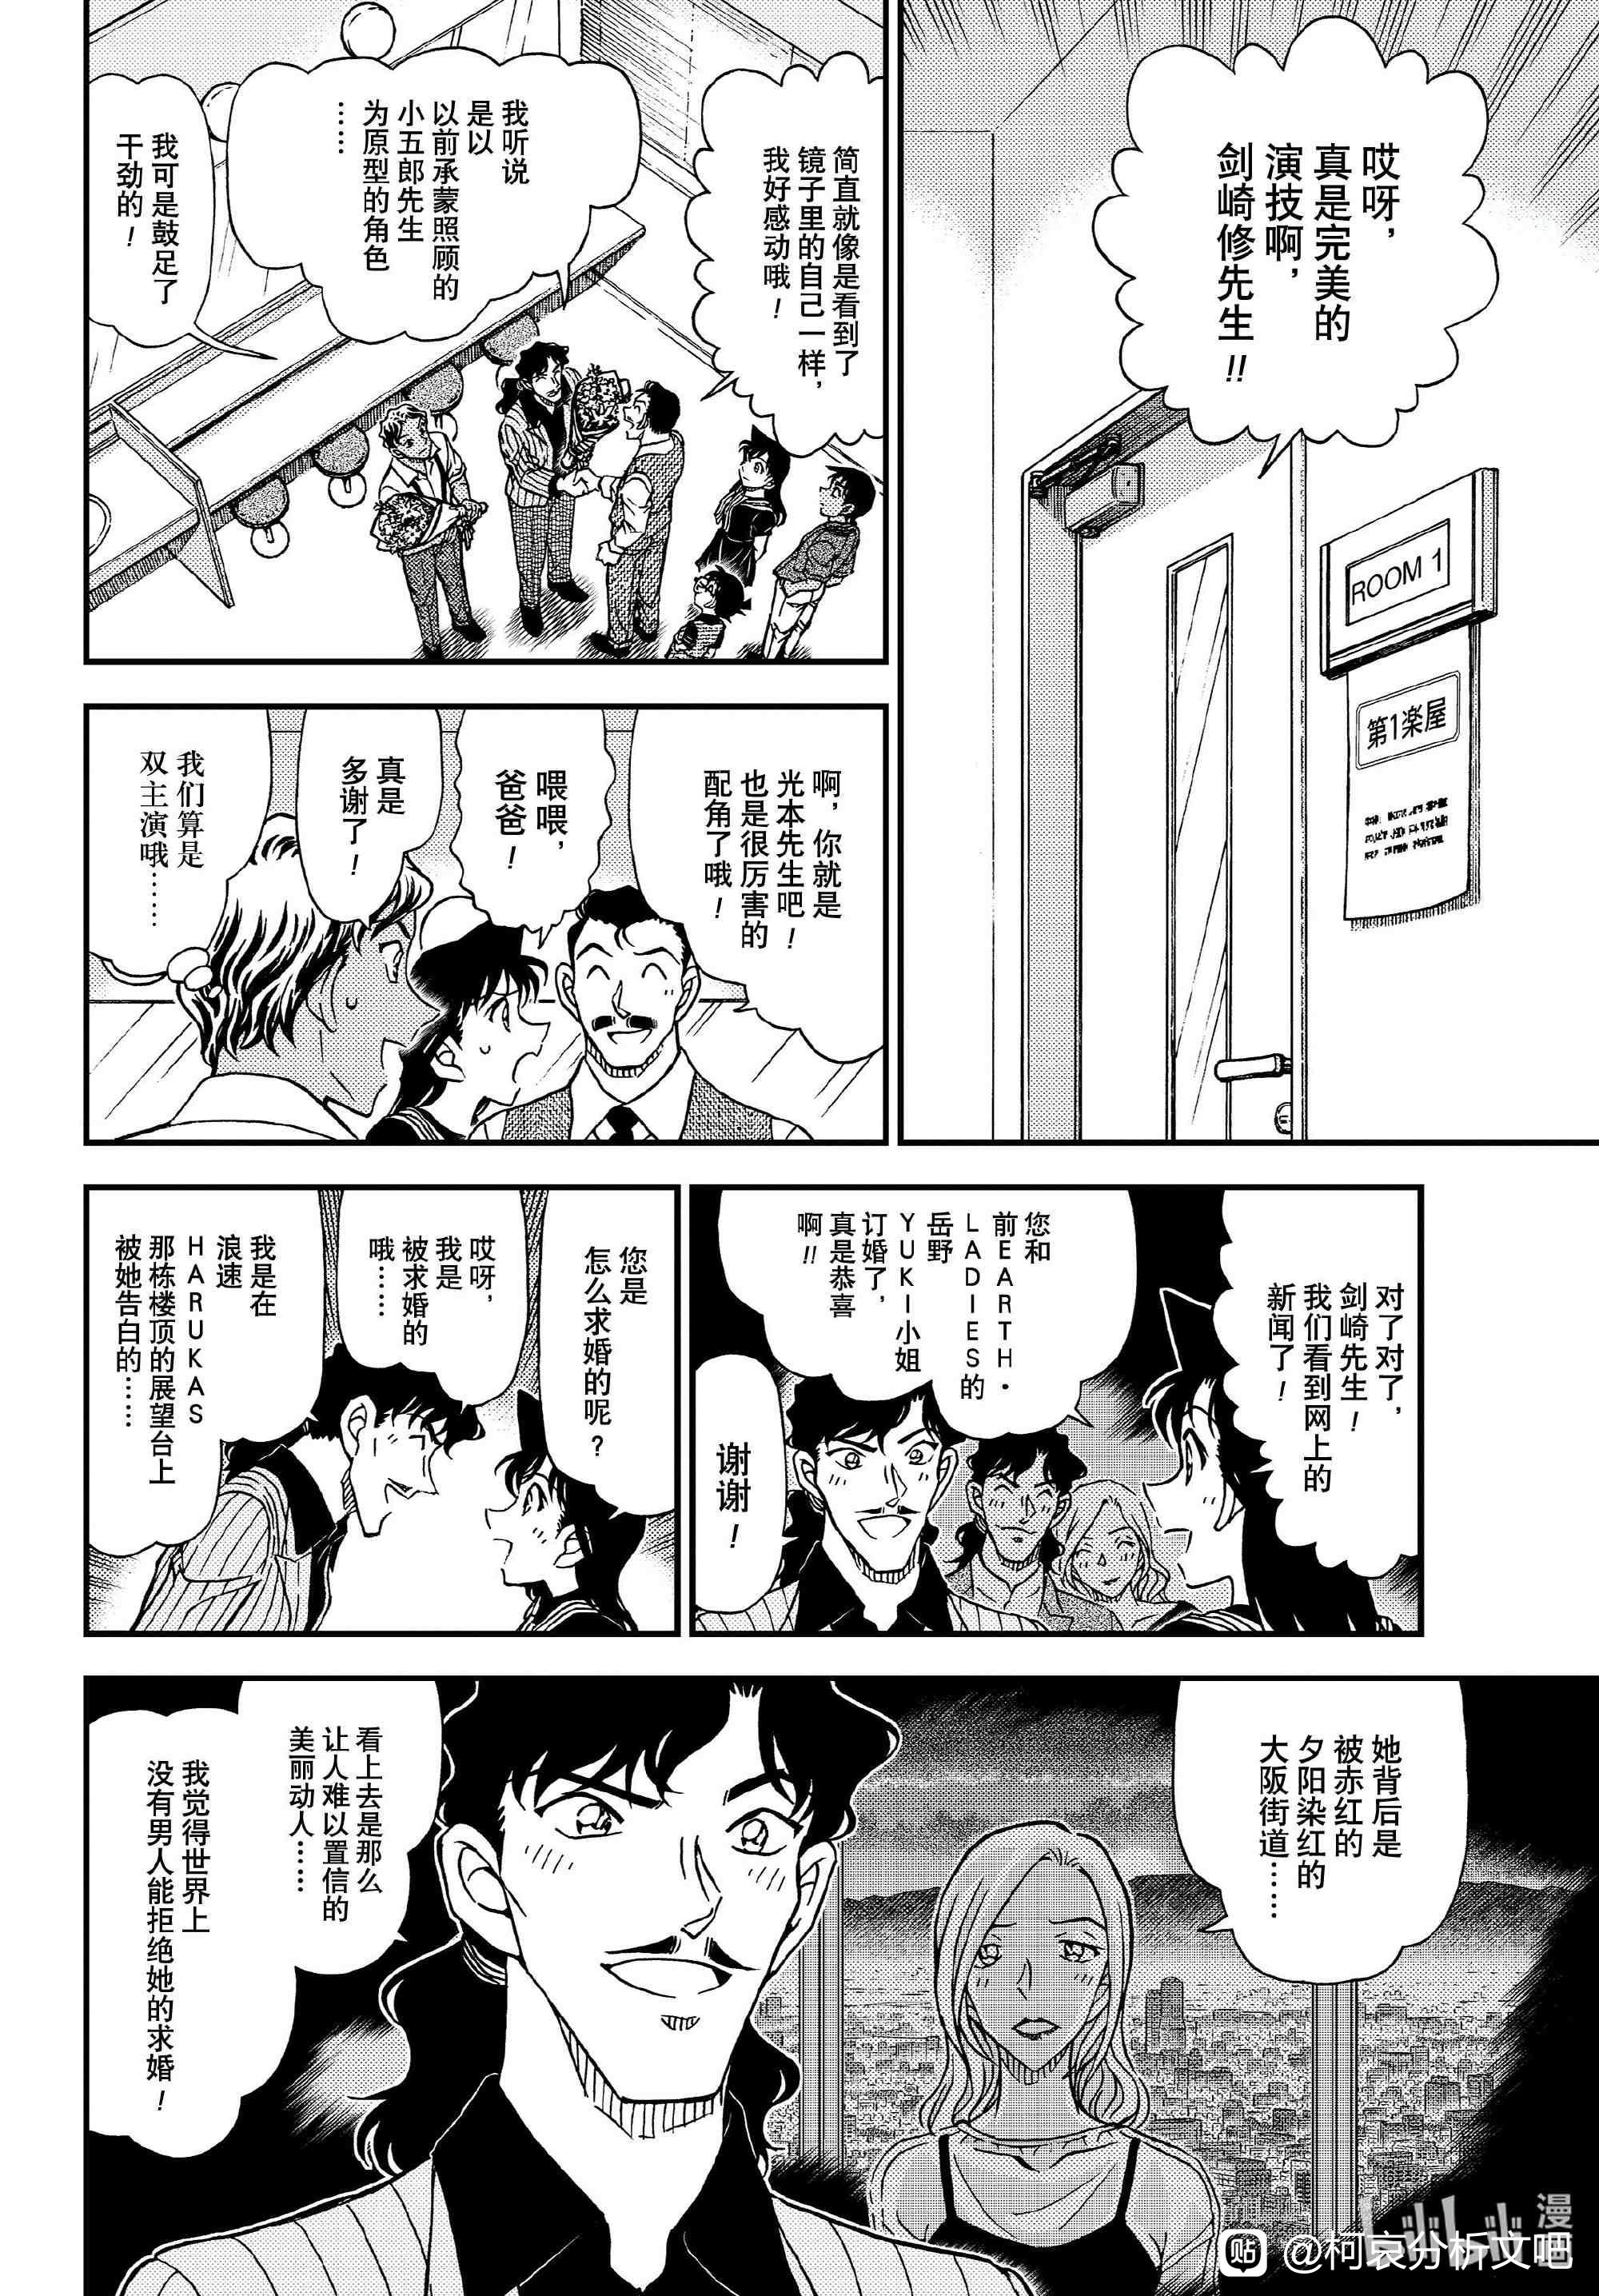 哎呀，
真是完美的
演技啊，
剑崎修先生！！
ROOM 1
第1楽屋
简直就像是看到了
镜子里的自己一样，
我好感动哦！
我听说
是以
以前承蒙照顾的
小五郎先生
为原型的角色
……
我可是鼓足了
干劲的！
啊，你就是
光本先生吧！
也是很厉害的
配角了哦！
喂喂，
爸爸！
真是
多谢了！
我们算是
双主演哦……
对了对了，
剑崎先生！
我们看到网上的
新闻了！
您和
前EARTH·
LADIES的
岳野
YUKI小姐
订婚了，
真是恭喜
啊！！
谢谢！
您是
怎么求婚的呢？
哎呀，
我是
被求婚的
哦……
我是在
浪速
HARUKAS
那栋楼顶的展望台上
被她告白的……
她背后是
被赤红的
夕阳染红的
大阪街道……
看上去是那么
让人难以置信的
美丽动人……
我觉得世界上
没有男人能拒绝她的求婚！
bilibili
漫画
贴 @柯哀分析文吧